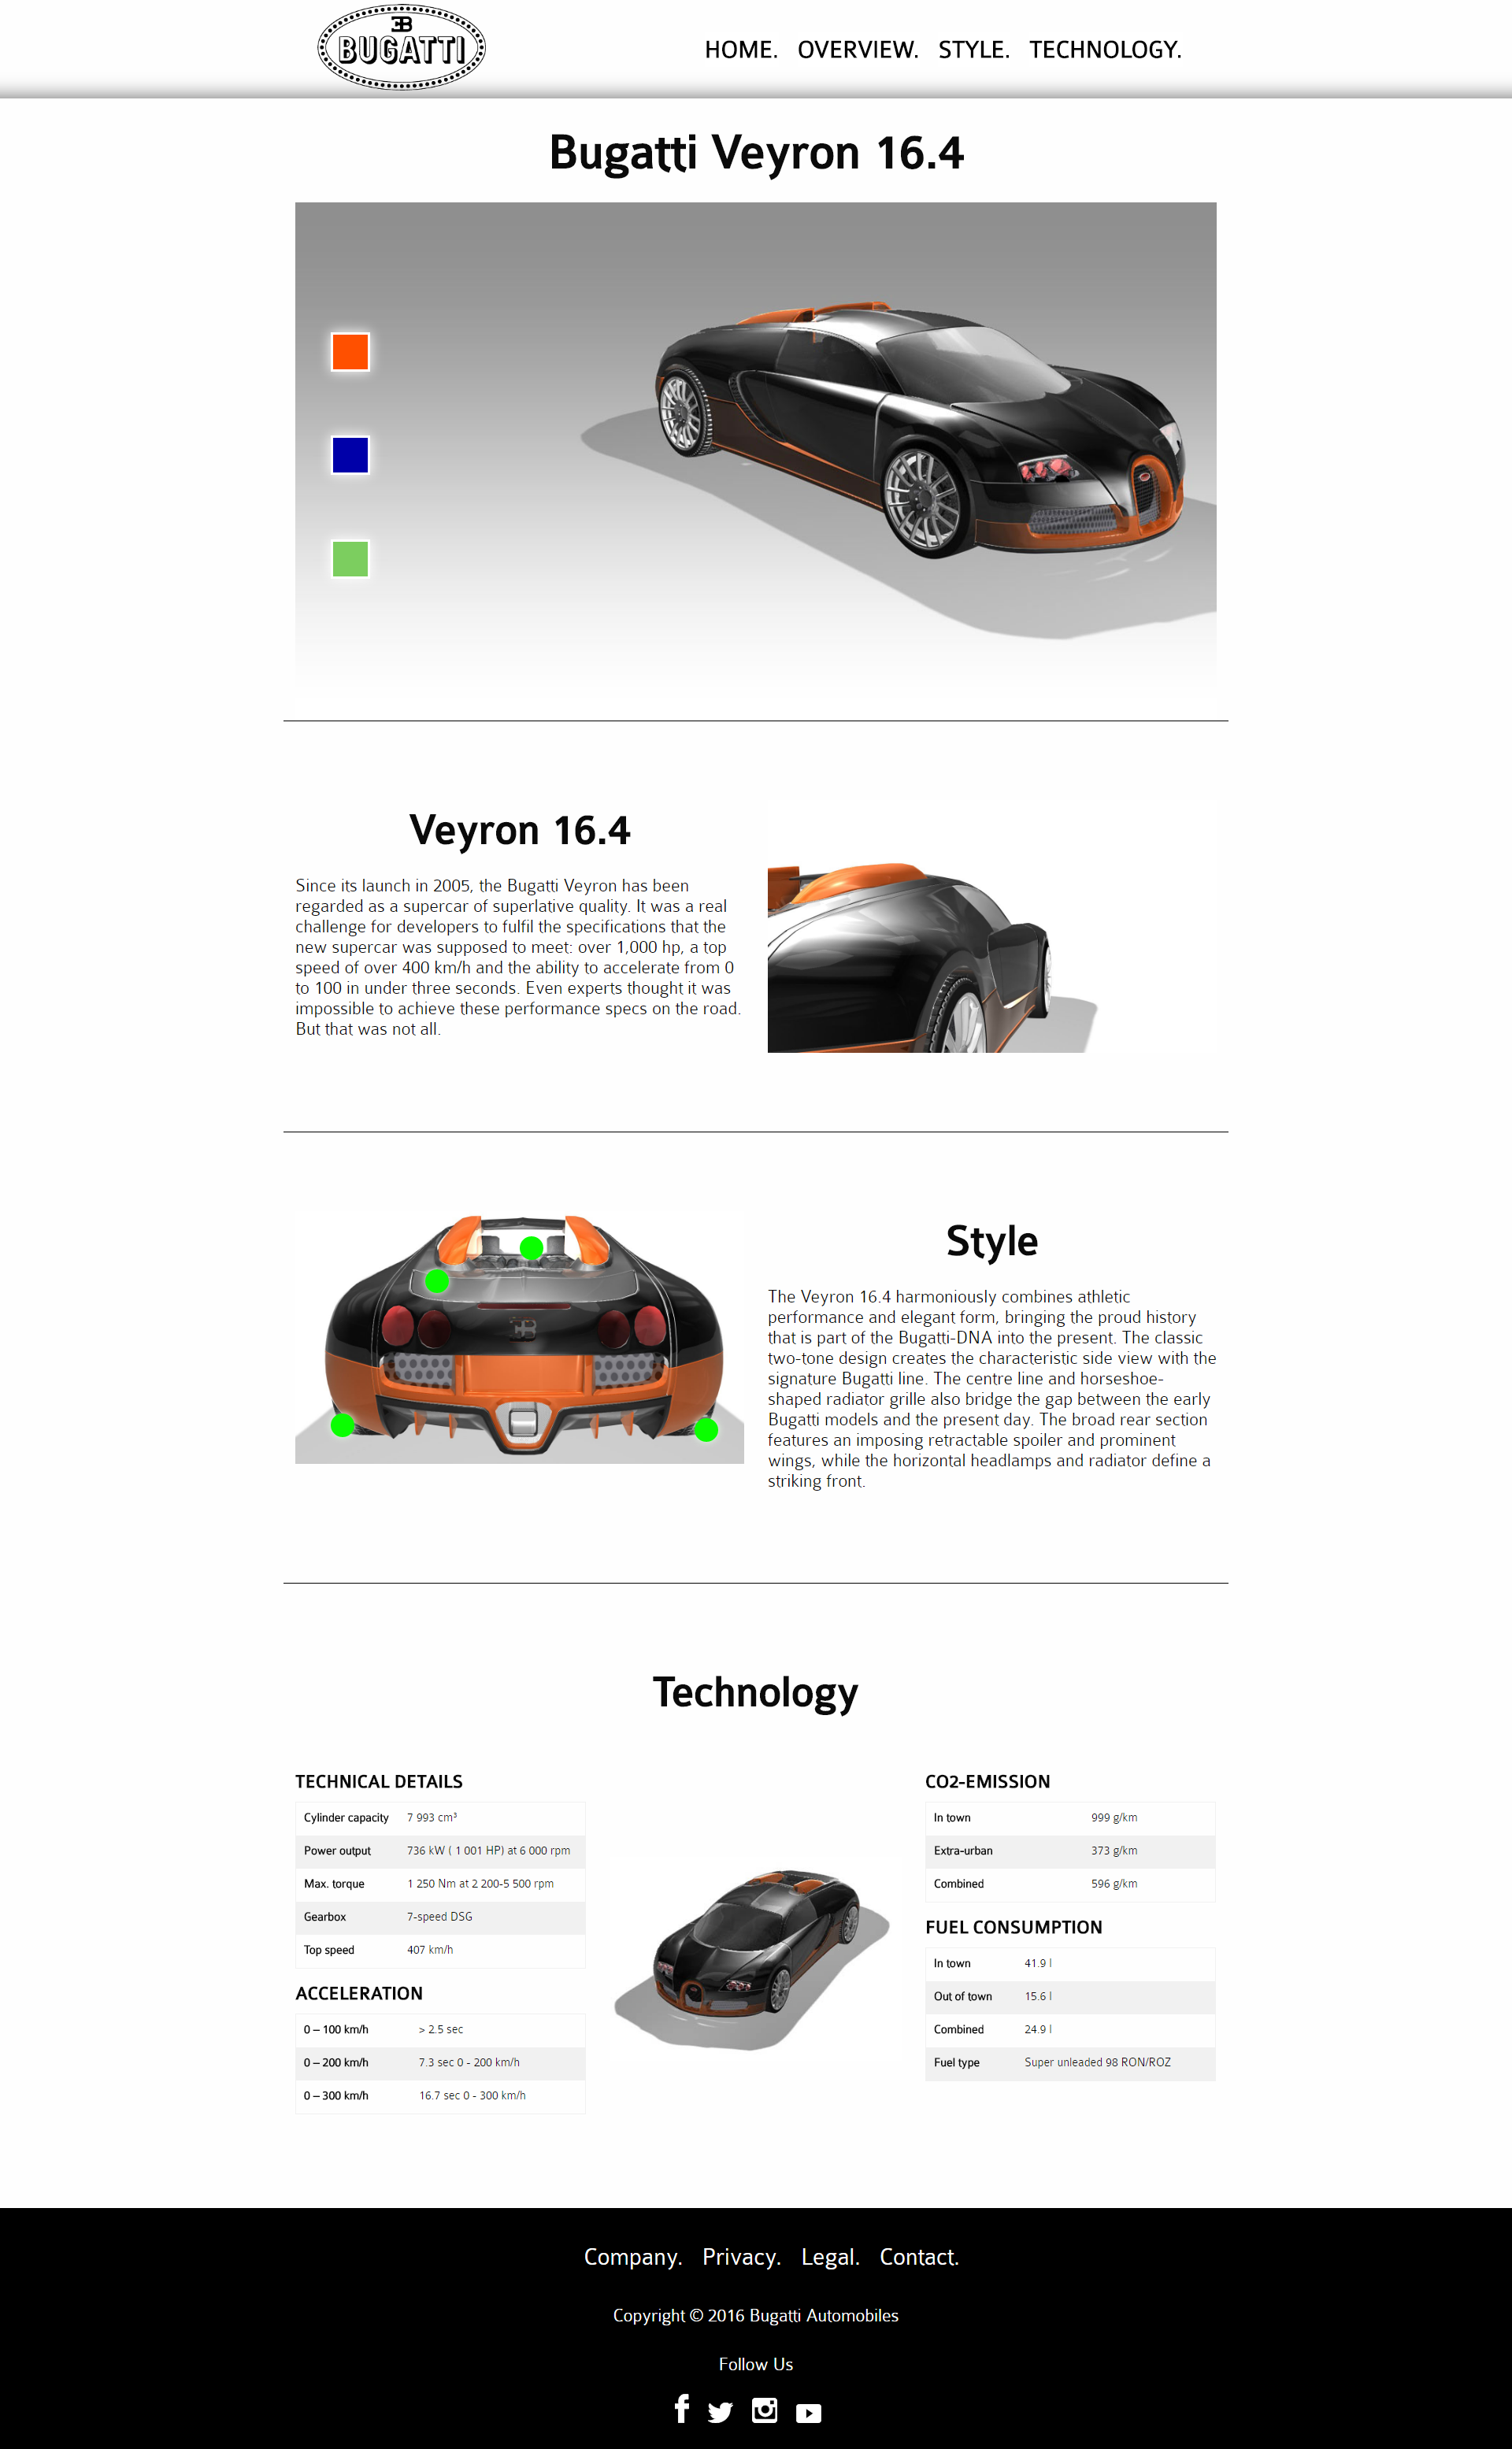 EB
BUGATTI
HOME. OVERVIEW. STYLE. TECHNOLOGY.
Bugatti Veyron 16.4
Veyron 16.4
Since its launch in 2005, the Bugatti Veyron has been
regarded as a supercar of superlative quality. It was a real
challenge for developers to fulfil the specifications that the
new supercar was supposed to meet: over 1,000 hp, a top
speed of over 400 km/h and the ability to accelerate from 0
to 100 in under three seconds. Even experts thought it was
impossible to achieve these performance specs on the road.
But that was not all.
EB
Style
The Veyron 16.4 harmoniously combines athletic
performance and elegant form, bringing the proud history
that is part of the Bugatti-DNA into the present. The classic
two-tone design creates the characteristic side view with the
signature Bugatti line. The centre line and horseshoe-
shaped radiator grille also bridge the gap between the early
Bugatti models and the present day. The broad rear section
features an imposing retractable spoiler and prominent
wings, while the horizontal headlamps and radiator define a
striking front.
Technology
TECHNICAL DETAILS
Cylinder capacity 7 993 cm³
Power output 736 kW ( 1 001 HP) at 6 000 rpm
Max. torque 1 250 Nm at 2 200-5 500 rpm
Gearbox 7-speed DSG
Top speed 407 km/h
ACCELERATION
0 – 100 km/h > 2.5 sec
0 – 200 km/h 7.3 sec 0 - 200 km/h
0 – 300 km/h 16.7 sec 0 - 300 km/h
CO2-EMISSION
In town 999 g/km
Extra-urban 373 g/km
Combined 596 g/km
FUEL CONSUMPTION
In town 41.9 l
Out of town 15.6 l
Combined 24.9 l
Fuel type Super unleaded 98 RON/ROZ
Company. Privacy. Legal. Contact.
Copyright © 2016 Bugatti Automobiles
Follow Us